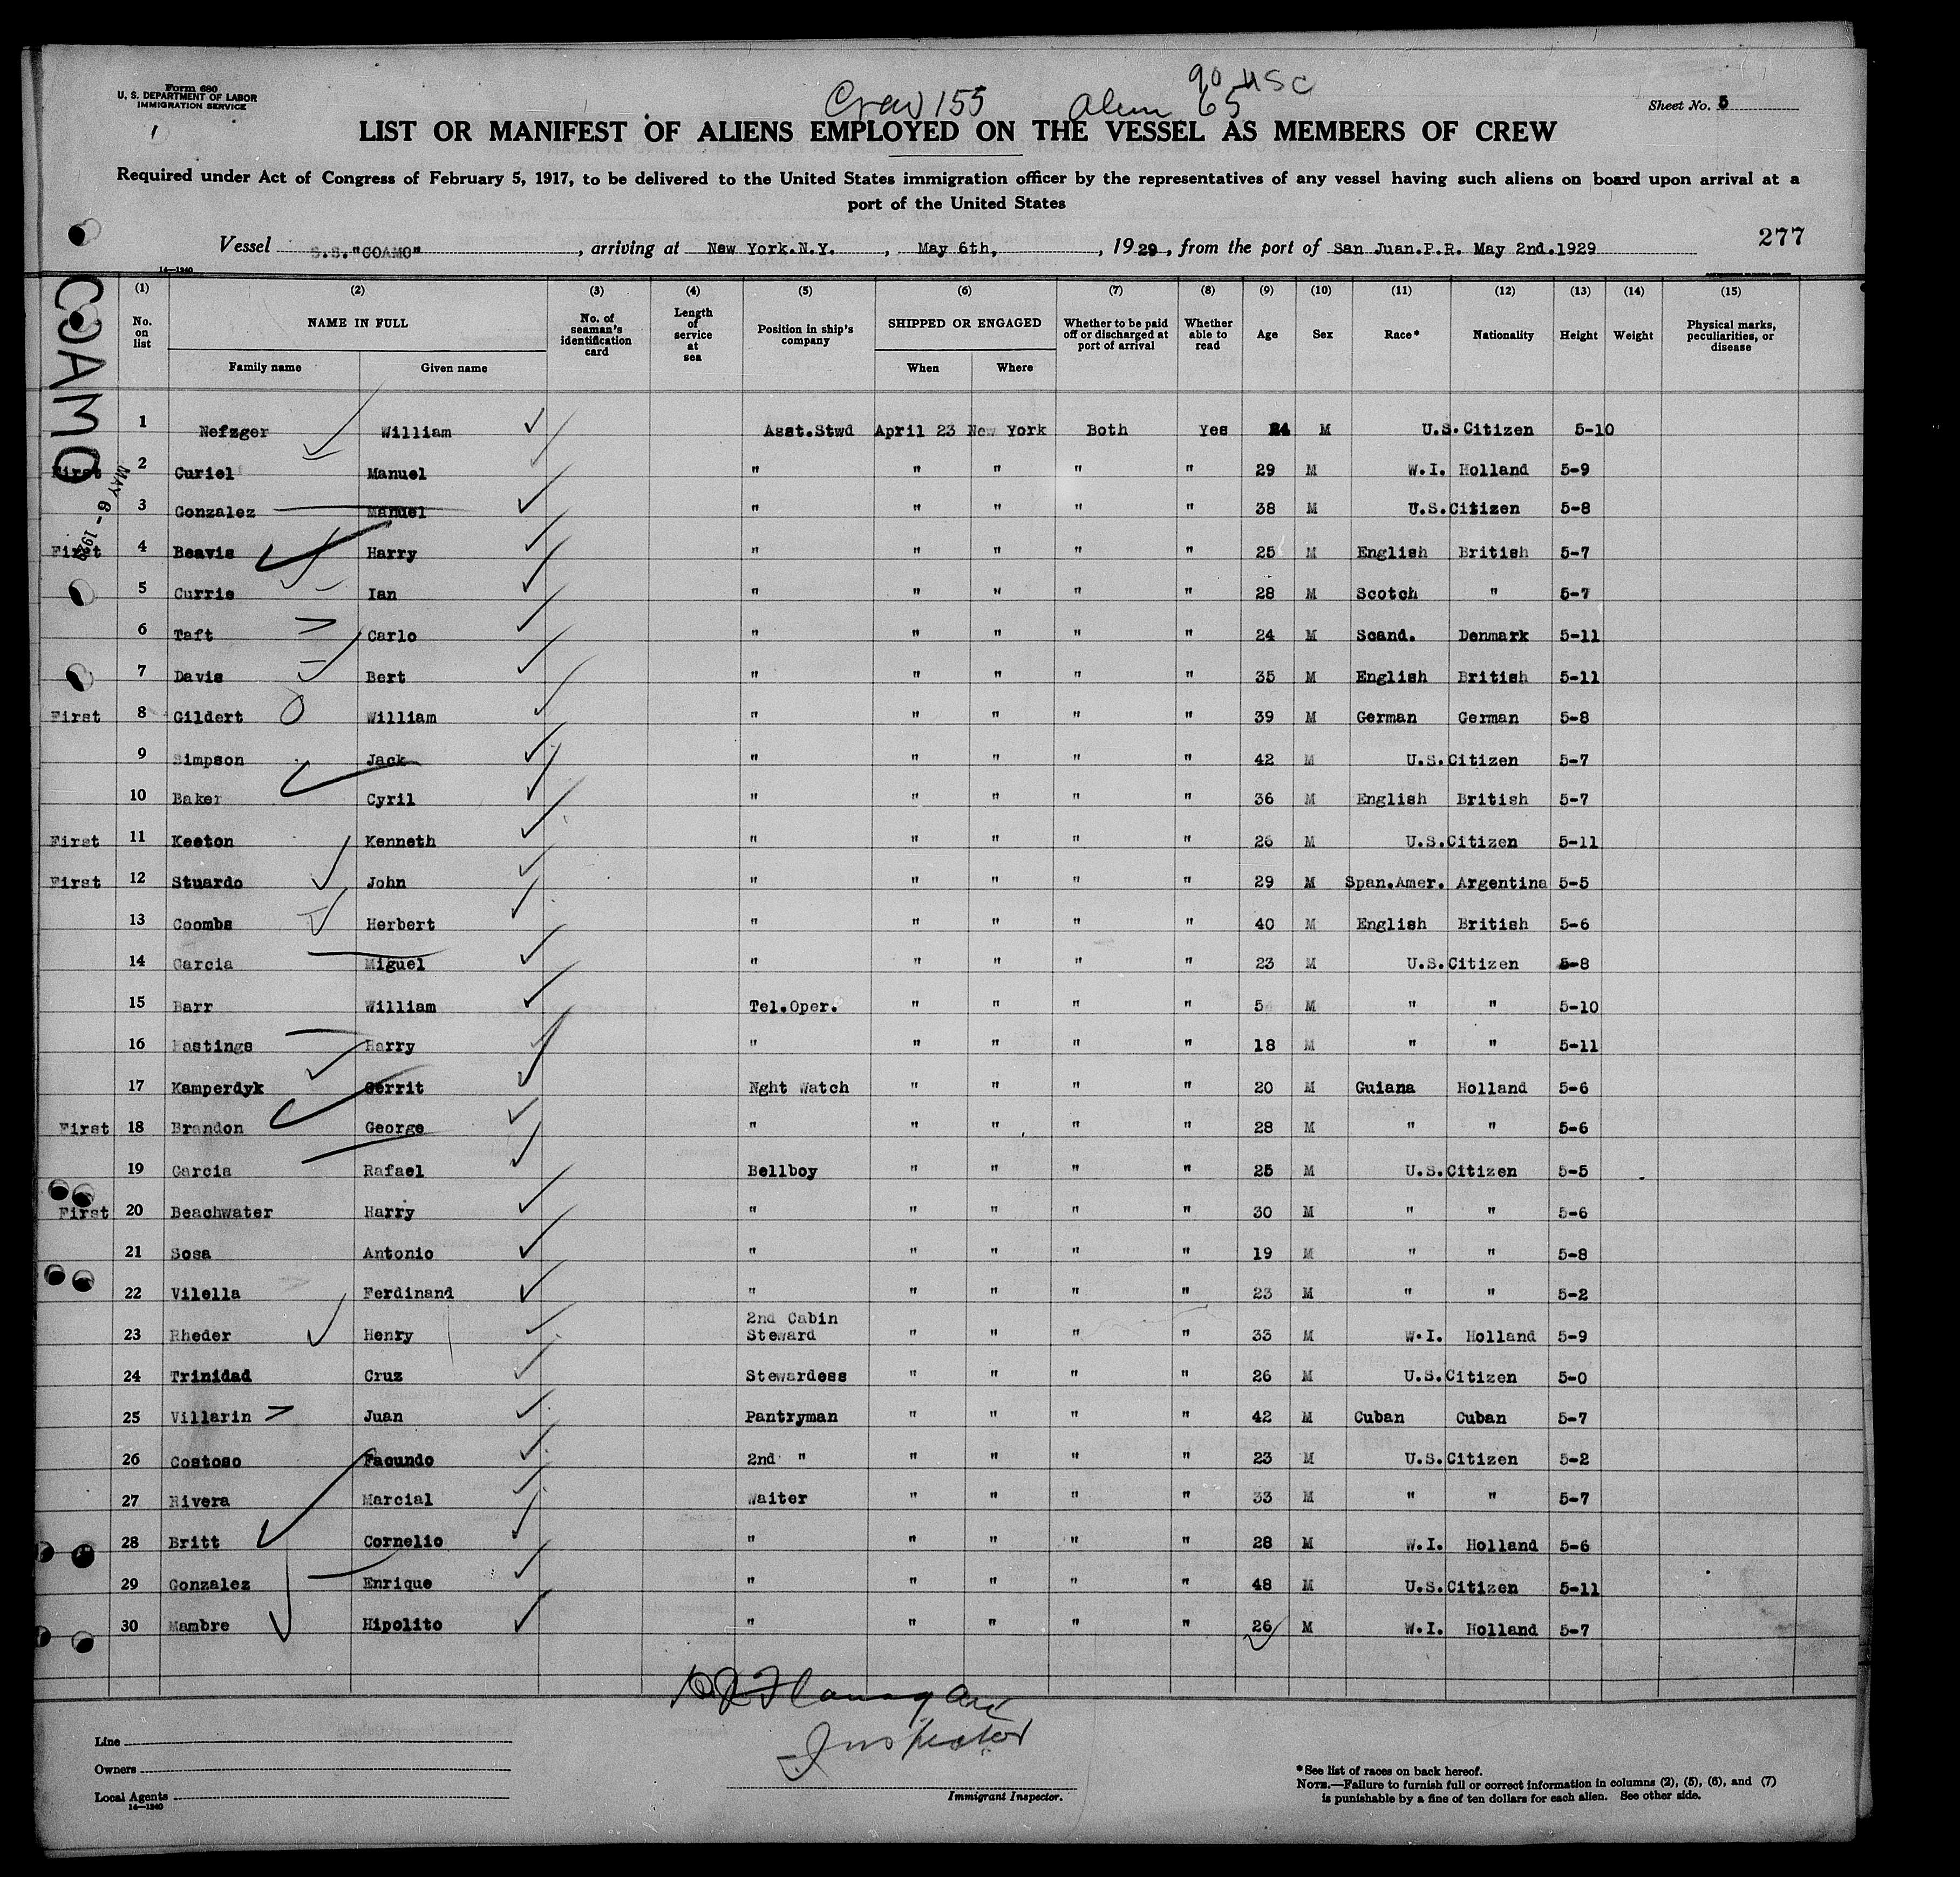 Form 680
U. S. DEPARTMENT OF LABOR
IMMIGRATION SERVICE
Crew 155 Alien 65
90 USC
Sheet No. 5
LIST OR MANIFEST OF ALIENS EMPLOYED ON THE VESSEL AS MEMBERS OF CREW
Required under Act of Congress of February 5, 1917, to be delivered to the United States immigration officer by the representatives of any vessel having such aliens on board upon arrival at a
port of the United States
Vessel S.S."COAMO", arriving at New York.N.Y., May 6th, , 1929, from the port of San Juan.P.R. May 2nd.1929
277
14—1240
COAMO
MAY 6 - 1929
(1) (2) (3) (4) (5) (6) (7) (8) (9) (10) (11) (12) (13) (14) (15)
No. on list NAME IN FULL Family name Given name No. of seaman's identification card Length of service at sea Position in ship's company SHIPPED OR ENGAGED When Where Whether to be paid off or discharged at port of arrival Whether able to read Age Sex Race* Nationality Height Weight Physical marks, peculiarities, or disease
1 Nefzger William Asst.Stwd April 23 New York Both Yes 24 M U.S.Citizen 5-10
First 2 Curiel Manuel " " " " " 29 M W.I. Holland 5-9
3 Gonzalez Manuel " " " " " 38 M U.S.Citizen 5-8
First 4 Beavis Harry " " " " " 25 M English British 5-7
5 Currie Ian " " " " " 28 M Scotch " 5-7
6 Taft Carlo " " " " " 24 M Scand. Denmark 5-11
7 Davis Bert " " " " " 35 M English British 5-11
First 8 Gildert William " " " " " 39 M German German 5-8
9 Simpson Jack " " " " " 42 M U.S.Citizen 5-7
10 Baker Cyril " " " " " 36 M English British 5-7
First 11 Keeton Kenneth " " " " " 26 M U.S.Citizen 5-11
First 12 Stuardo John " " " " " 29 M Span.Amer. Argentina 5-5
13 Coombs Herbert " " " " " 40 M English British 5-6
14 Garcia Miguel " " " " " 23 M U.S.Citizen 5-8
15 Barr William Tel.Oper. " " " " 5 M " " 5-10
16 Hastings Harry " " " " " 18 M " " 5-11
17 Kamperdyk Gerrit Nght Watch " " " " 20 M Guiana Holland 5-6
First 18 Brandon George " " " " " 28 M " " 5-6
19 Garcia Rafael Bellboy " " " " 25 M U.S.Citizen 5-5
First 20 Beachwater Harry " " " " " 30 M " " 5-6
21 Sosa Antonio " " " " " 19 M " " 5-8
22 Vilella Ferdinand " " " " " 23 M " " 5-2
23 Rheder Henry 2nd Cabin Steward " " " " 33 M W.I. Holland 5-9
24 Trinidad Cruz Stewardess " " " " 26 M U.S.Citizen 5-0
25 Villarin Juan Pantryman " " " " 42 M Cuban Cuban 5-7
26 Costoso Facundo 2nd " " " " " 23 M U.S.Citizen 5-2
27 Rivera Marcial Waiter " " " " 33 M " " 5-7
28 Britt Cornelio " " " " " 28 M W.I. Holland 5-6
29 Gonzalez Enrique " " " " " 48 M U.S.Citizen 5-11
30 Mambre Hipolito " " " " " 26 M W.I. Holland 5-7
Inspector
Line
Owners
Local Agents
14—1240
Immigrant Inspector.
*See list of races on back hereof.
NOTE.—Failure to furnish full or correct information in columns (2), (5), (6), and (7)
is punishable by a fine of ten dollars for each alien. See other side.